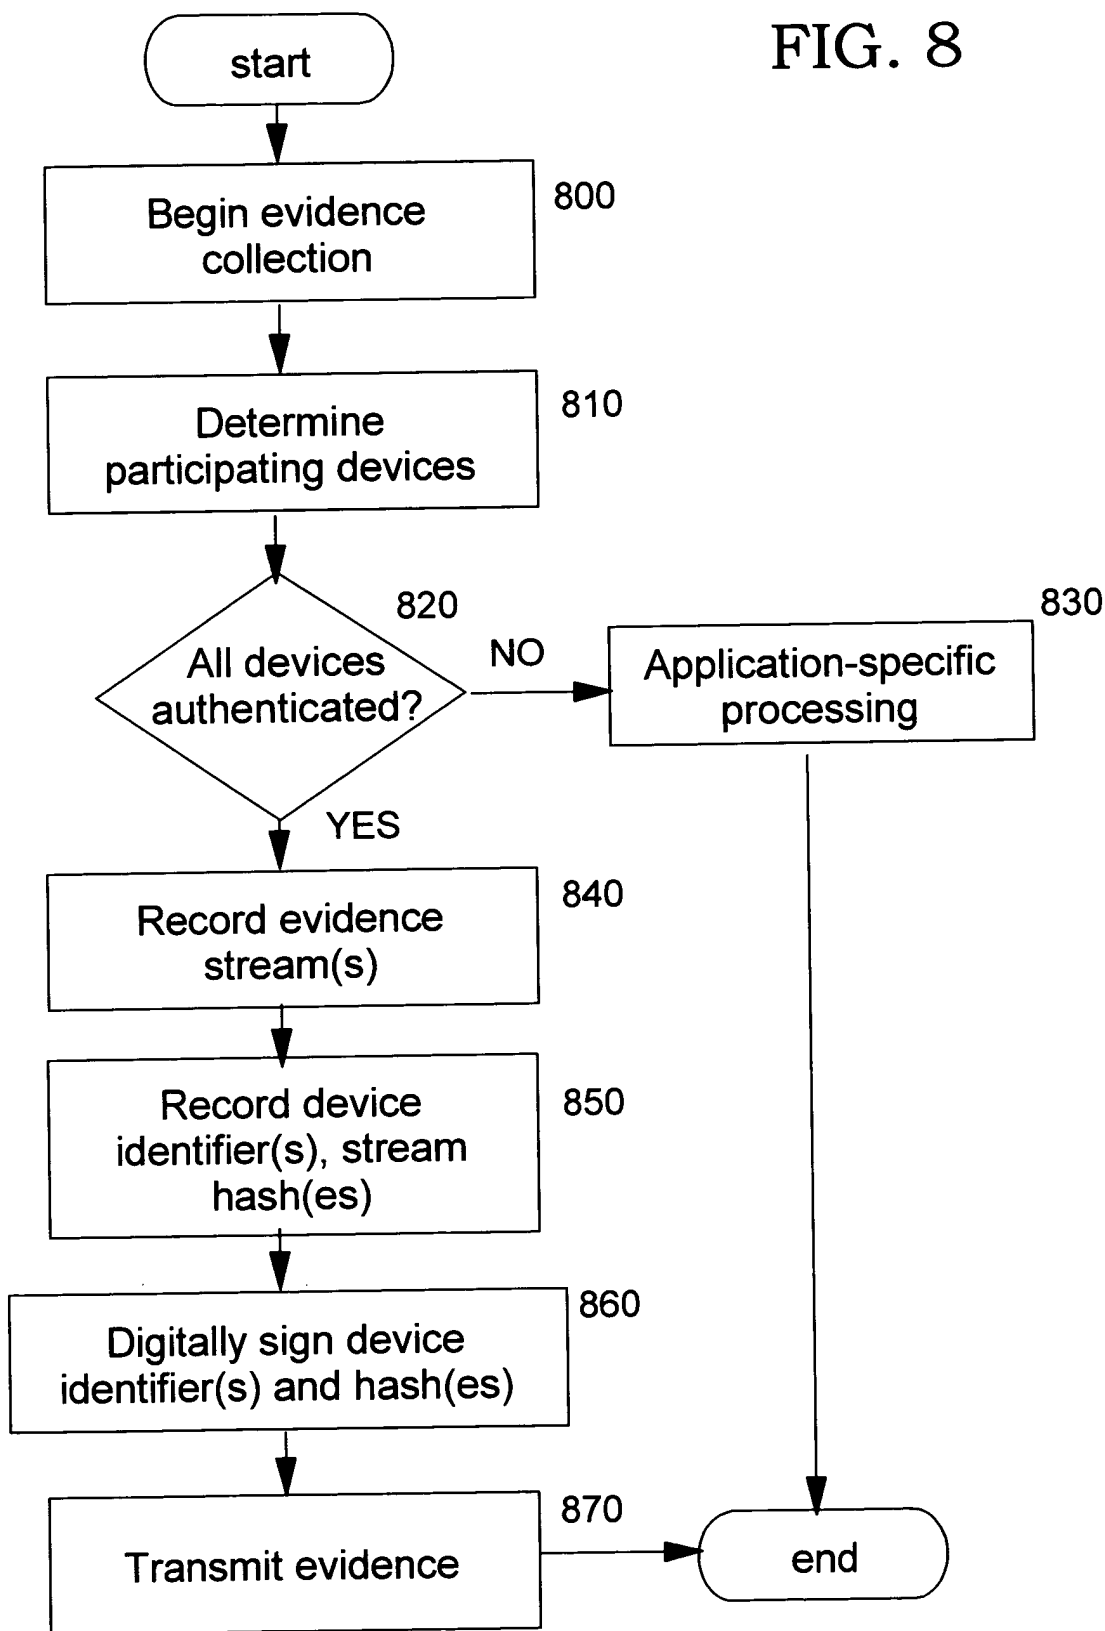 FIG. 8
start
800
Begin evidence
collection
810
Determine
participating devices
820
All devices
authenticated?
NO
830
Application-specific
processing
YES
840
Record evidence
stream(s)
850
Record device
identifier(s), stream
hash(es)
860
Digitally sign device
identifier(s) and hash(es)
870
Transmit evidence
end